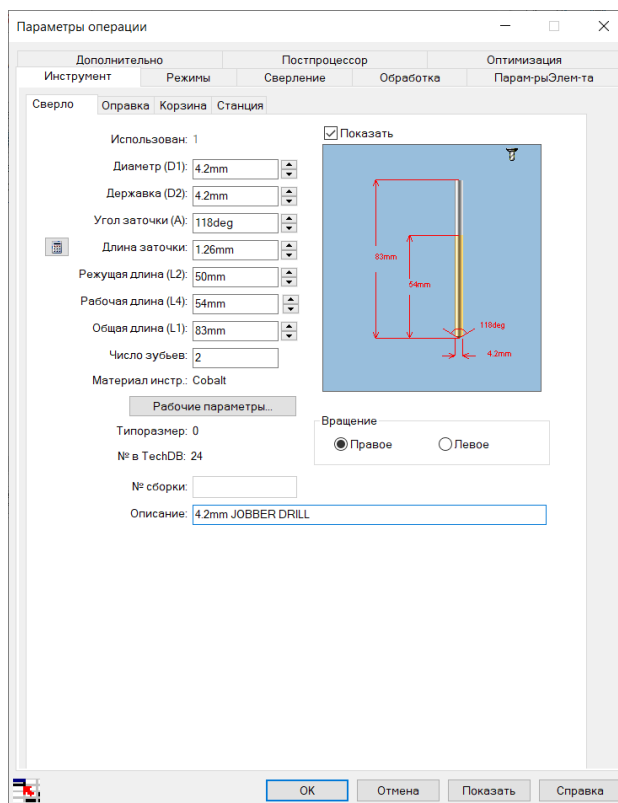 Параметры операции
Дополнительно Постпроцессор Оптимизация
Инструмент Режимы Сверление Обработка Парам-рыЭлем-та
Сверло Оправка Корзина Станция
Использован: 1
Показать
Диаметр (D1): 4.2mm
Державка (D2): 4.2mm
Угол заточки (A): 118deg
Длина заточки: 1.26mm
Режущая длина (L2): 50mm
Рабочая длина (L4): 54mm
Общая длина (L1): 83mm
Число зубьев: 2
Материал инстр.: Cobalt
83mm
54mm
118deg
4.2mm
Рабочие параметры...
Вращение
Правое Левое
Типоразмер: 0
№ в TechDB: 24
№ сборки:
Описание: 4.2mm JOBBER DRILL
OK Отмена Показать Справка